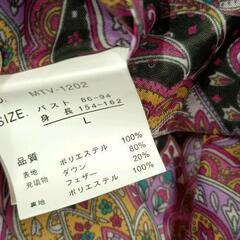 O. MTV-1202
SIZE. バスト 86-94
身長 154-162
L
品質
表地 ポリエステル 100%
充填物 ダウン 80%
フェザー 20%
裏地 ポリエステル 100%